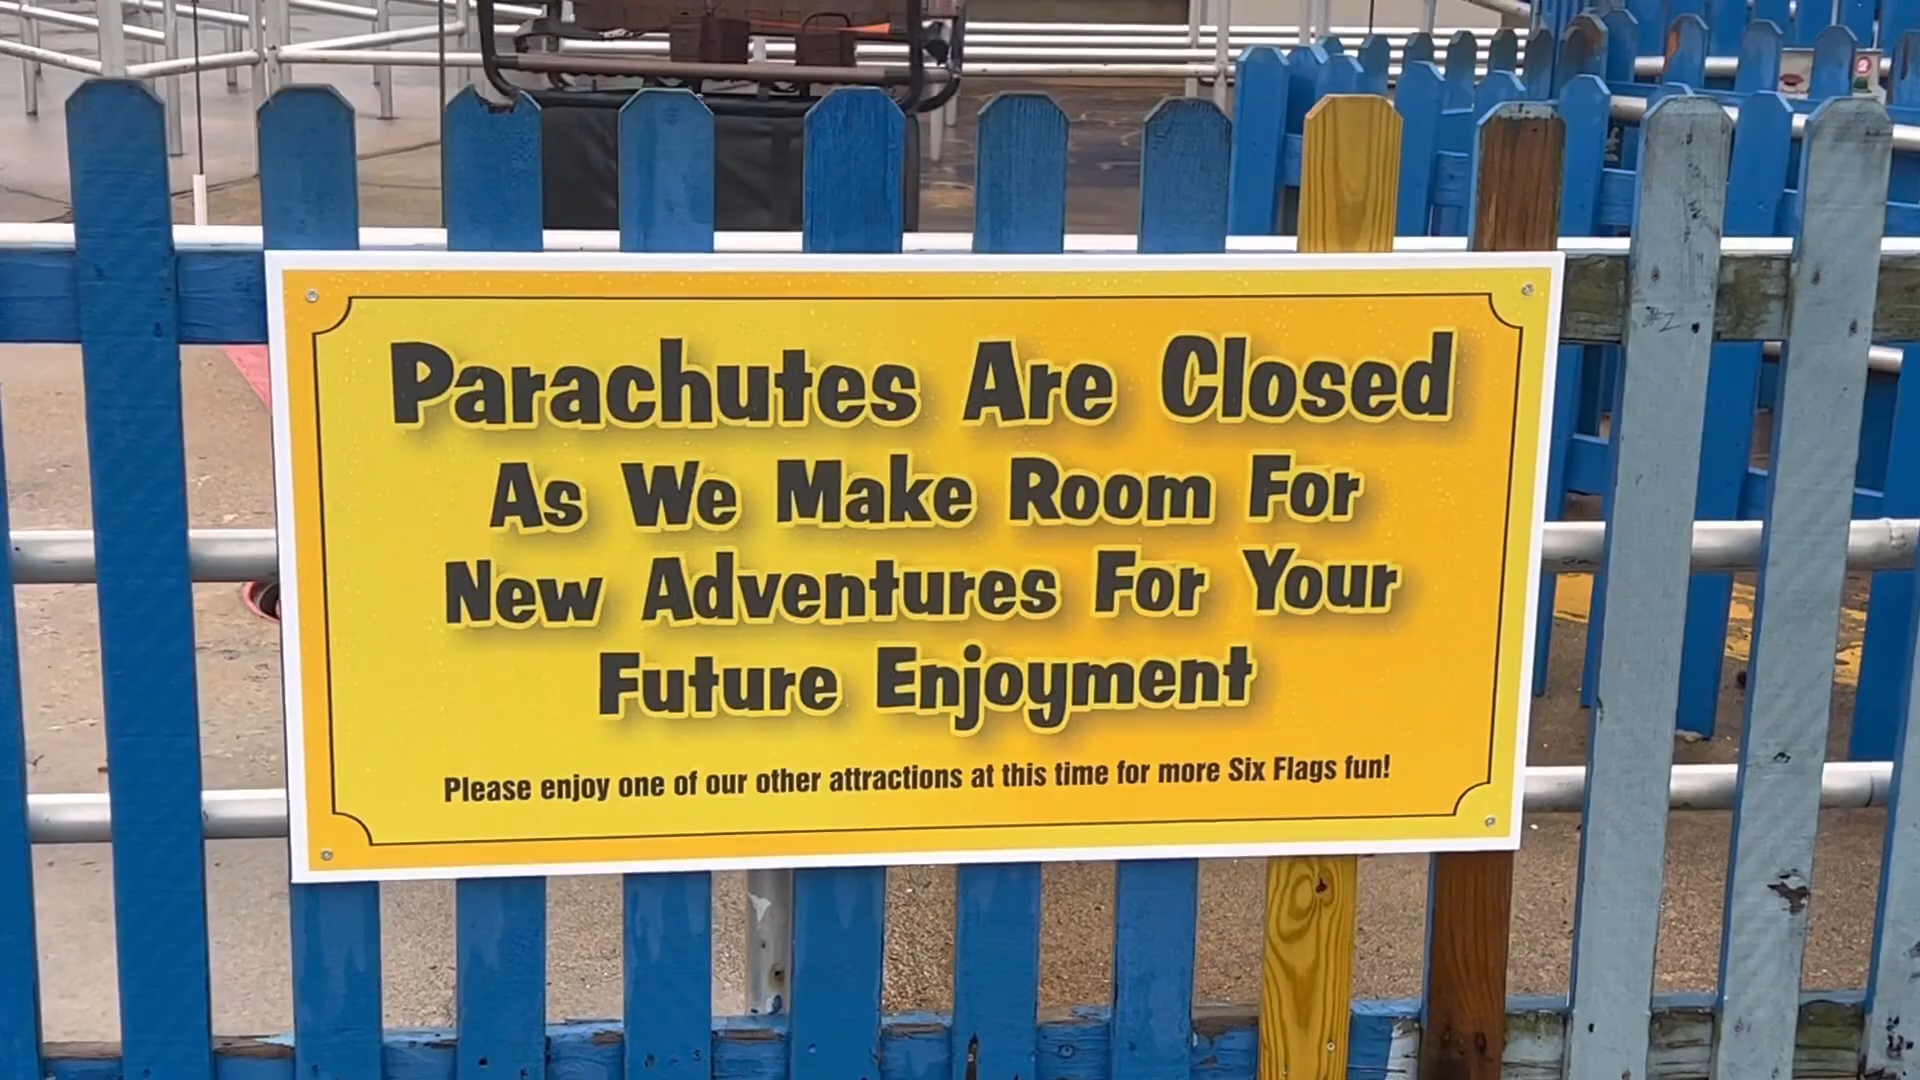 Parachutes Are Closed
As We Make Room For
New Adventures For Your
Future Enjoyment
Please enjoy one of our other attractions at this time for more Six Flags fun!
#2